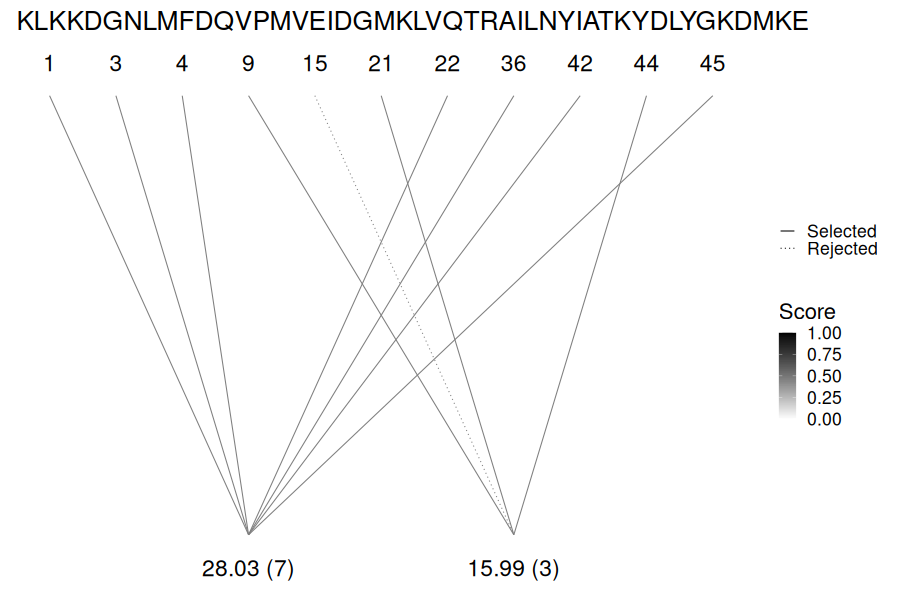 KLKKDGNLMFDQVPMVEIDGMKLVQTRAILNYIATKYDLYGKDMKE
1 3 4 9 15 21 22 36 42 44 45
Selected
Rejected
Score
1.00
0.75
0.50
0.25
0.00
28.03 (7) 15.99 (3)